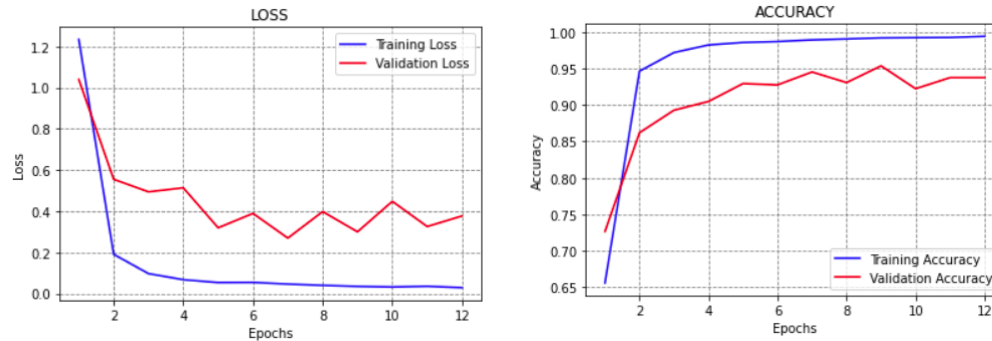 LOSS
1.2
1.0
0.8
0.6
0.4
0.2
0.0
Loss
Training Loss
Validation Loss
2
4
6
8
10
12
Epochs
ACCURACY
1.00
0.95
0.90
0.85
0.80
0.75
0.70
0.65
Accuracy
Training Accuracy
Validation Accuracy
2
4
6
8
10
12
Epochs